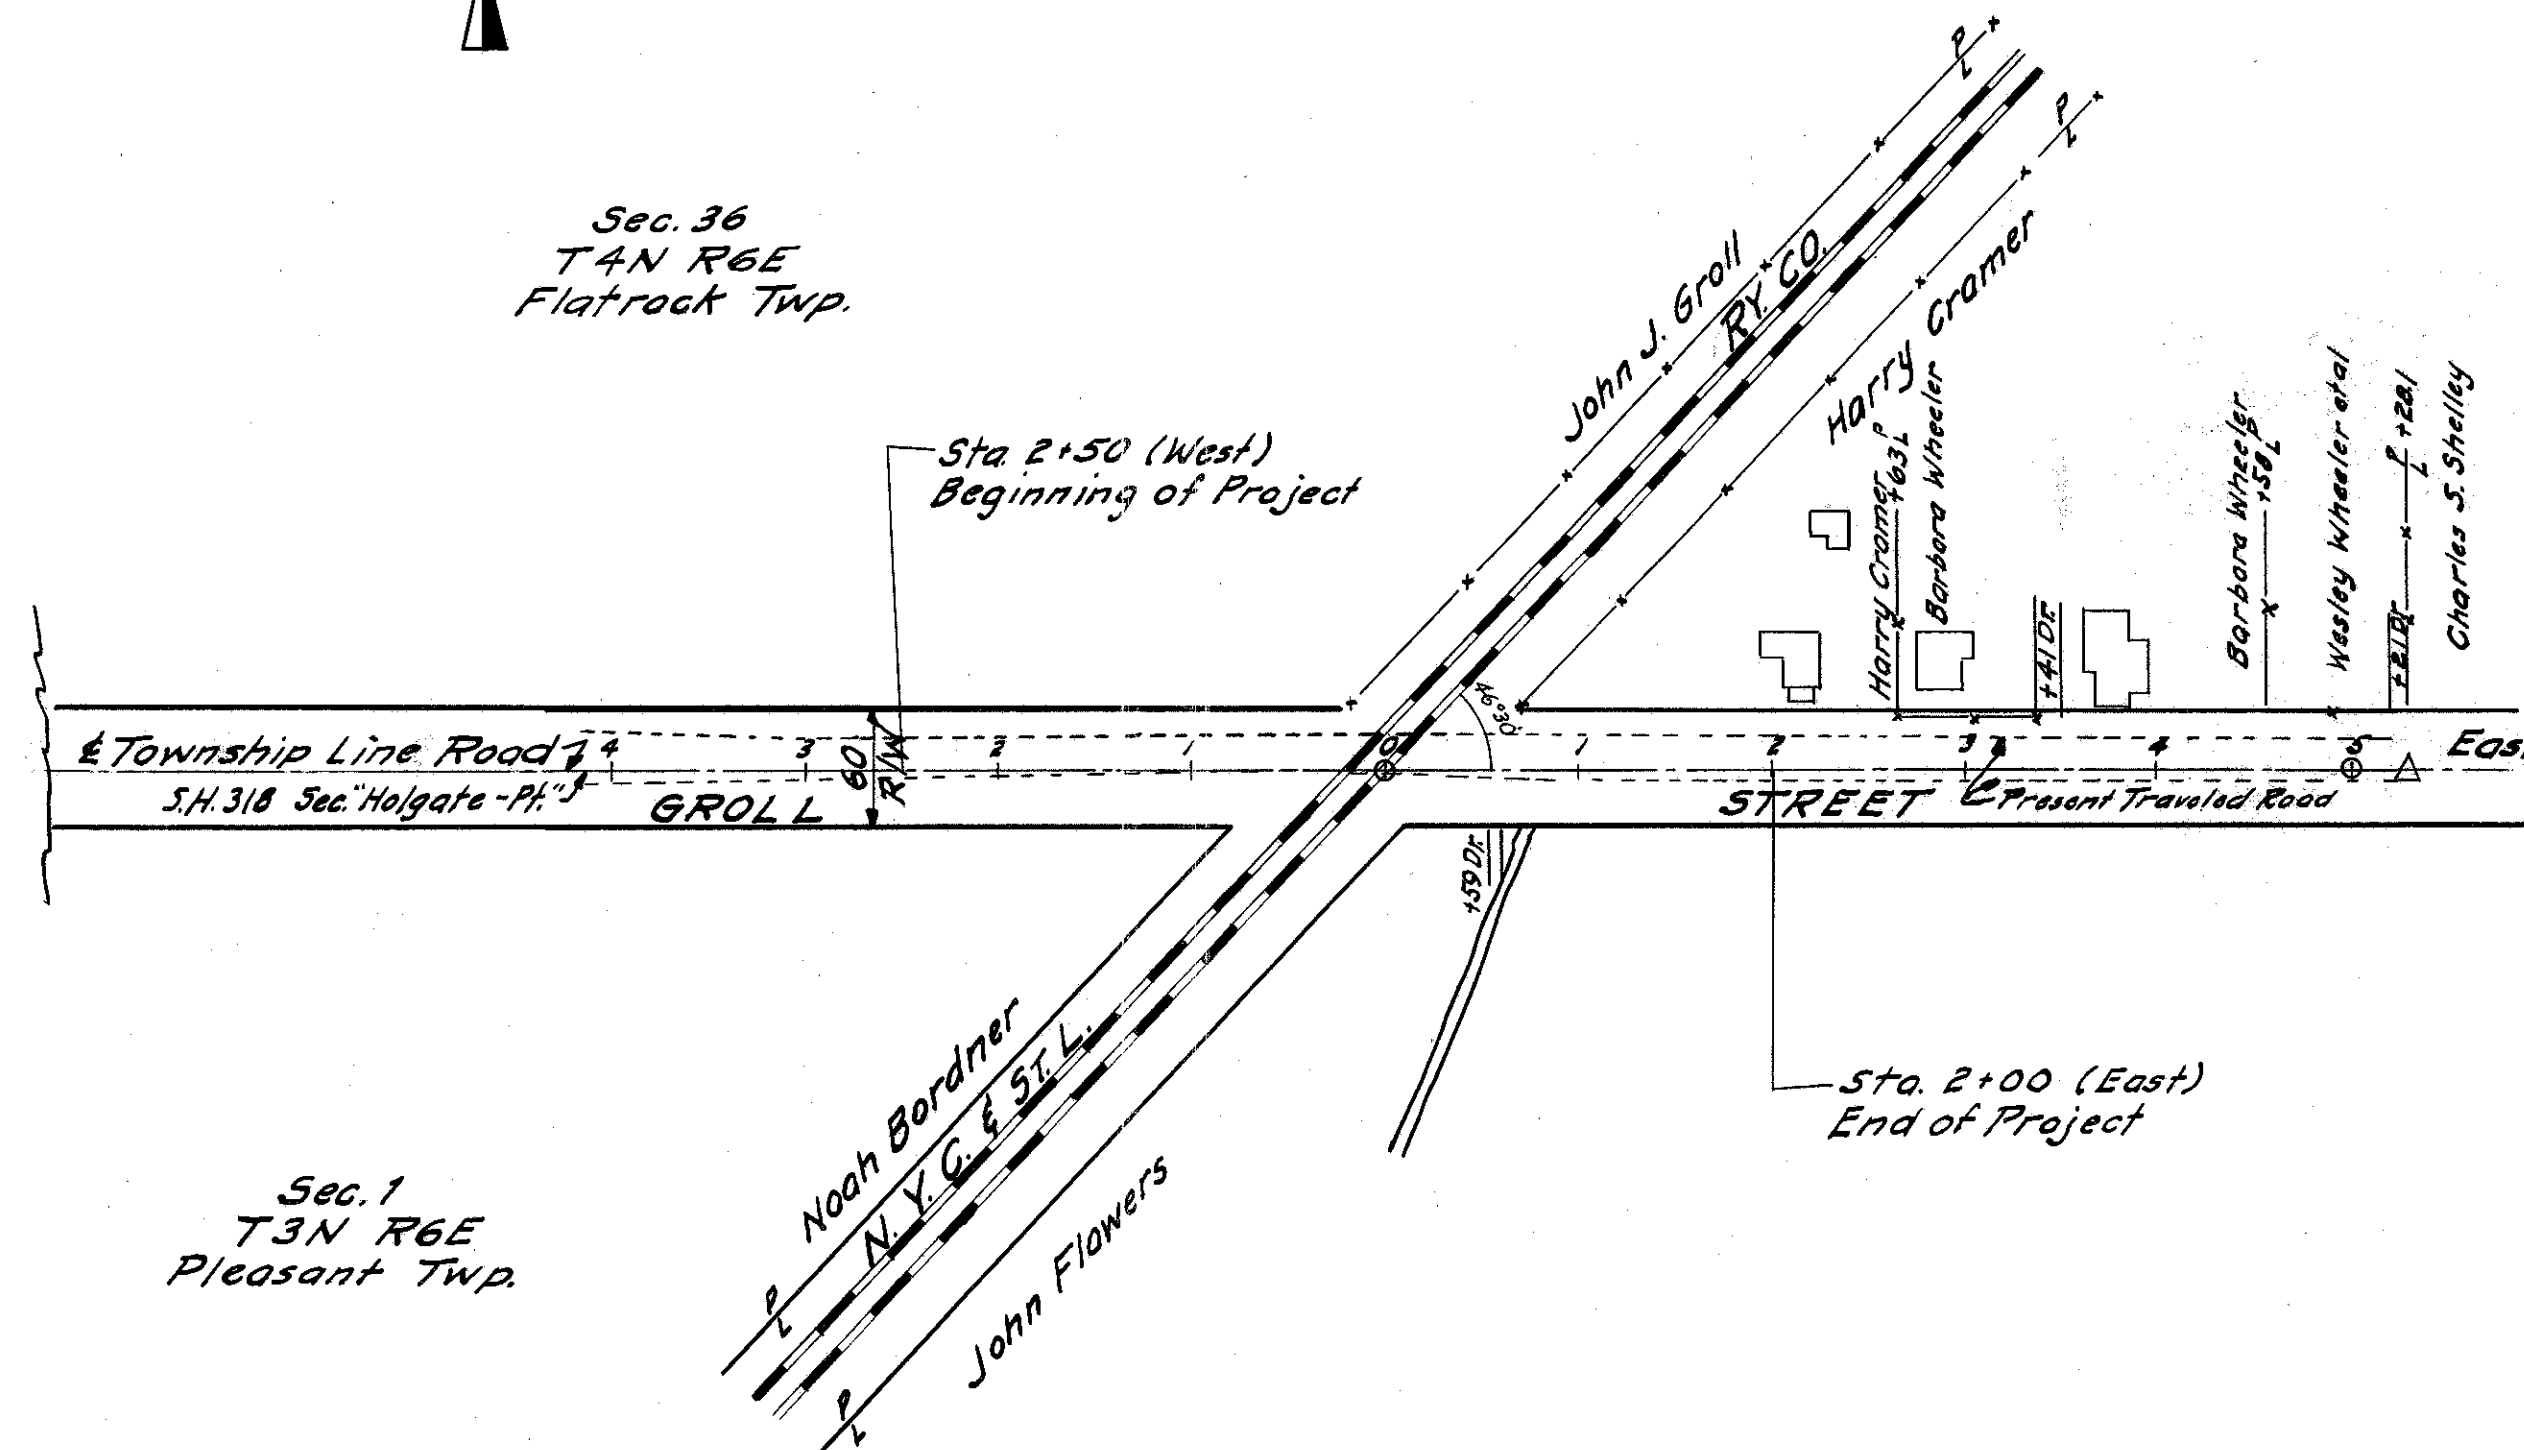 Sec. 36
T4N R6E
Flatrock Twp.
Sta. 2+50 (West)
Beginning of Project
John J. Groll
RY. CO.
Harry Cramer
P
L
P
L
Harry Cramer
+63 P
L
Barbara Wheeler
+41 Dr.
Barbara Wheeler
+58 P
L
Wesley Wheeler et al
+21 Dr.
P +28.1
L
Charles S. Shelley
46°30'
℄ Township Line Road
4 3 2 1 0 1 2 3 4 5
60
R/W
S.H. 318 Sec. "Holgate-Pt."
GROLL STREET
℄ Present Traveled Road
+59 Dr.
Sta. 2+00 (East)
End of Project
Noah Bordner
N. Y. C. & ST. L.
John Flowers
P
L
P
L
Sec. 1
T3N R6E
Pleasant Twp.